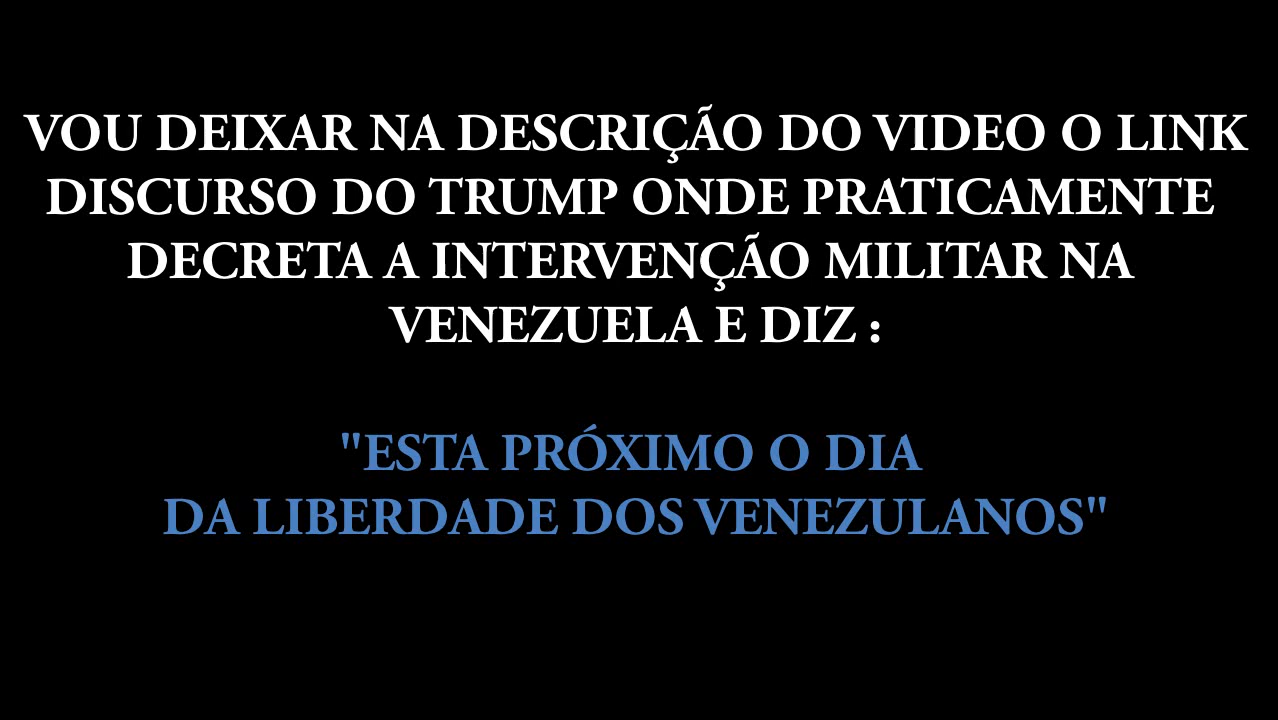 VOU DEIXAR NA DESCRIÇÃO DO VIDEO O LINK
DISCURSO DO TRUMP ONDE PRATICAMENTE
DECRETA A INTERVENÇÃO MILITAR NA
VENEZUELA E DIZ :
"ESTA PRÓXIMO O DIA
DA LIBERDADE DOS VENEZULANOS"